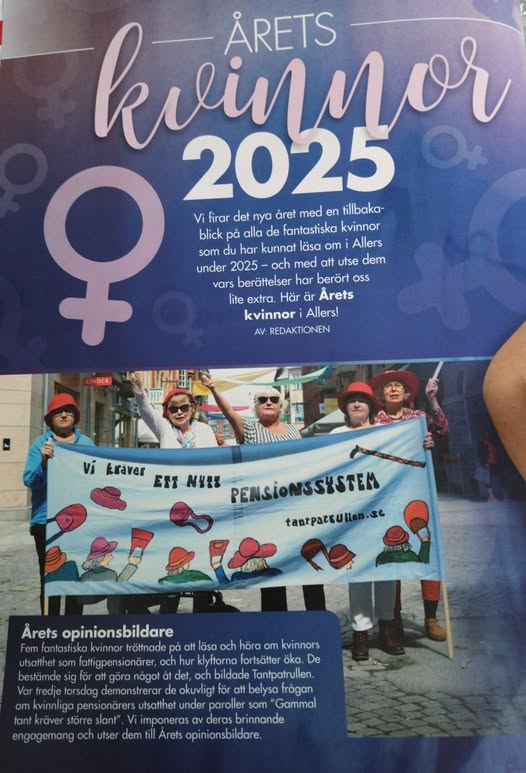 ÅRETS
kvinnor
2025
Vi firar det nya året med en tillbaka-
blick på alla de fantastiska kvinnor
som du har kunnat läsa om i Allers
under 2025 – och med att utse dem
vars berättelser har berört oss
lite extra. Här är Årets
kvinnor i Allers!
AV: REDAKTIONEN
KINDER
Vi kräver ETT NYTT PENSIONSSYSTEM
tantpatrullen.se
Årets opinionsbildare
Fem fantastiska kvinnor tröttnade på att läsa och höra om kvinnors
utsatthet som fattigpensionärer, och hur klyftorna fortsätter öka. De
bestämde sig för att göra något åt det, och bildade Tantpatrullen.
Var tredje torsdag demonstrerar de okuvligt för att belysa frågan
om kvinnliga pensionärers utsatthet under paroller som ”Gammal
tant kräver större slant”. Vi imponeras av deras brinnande
engagemang och utser dem till Årets opinionsbildare.